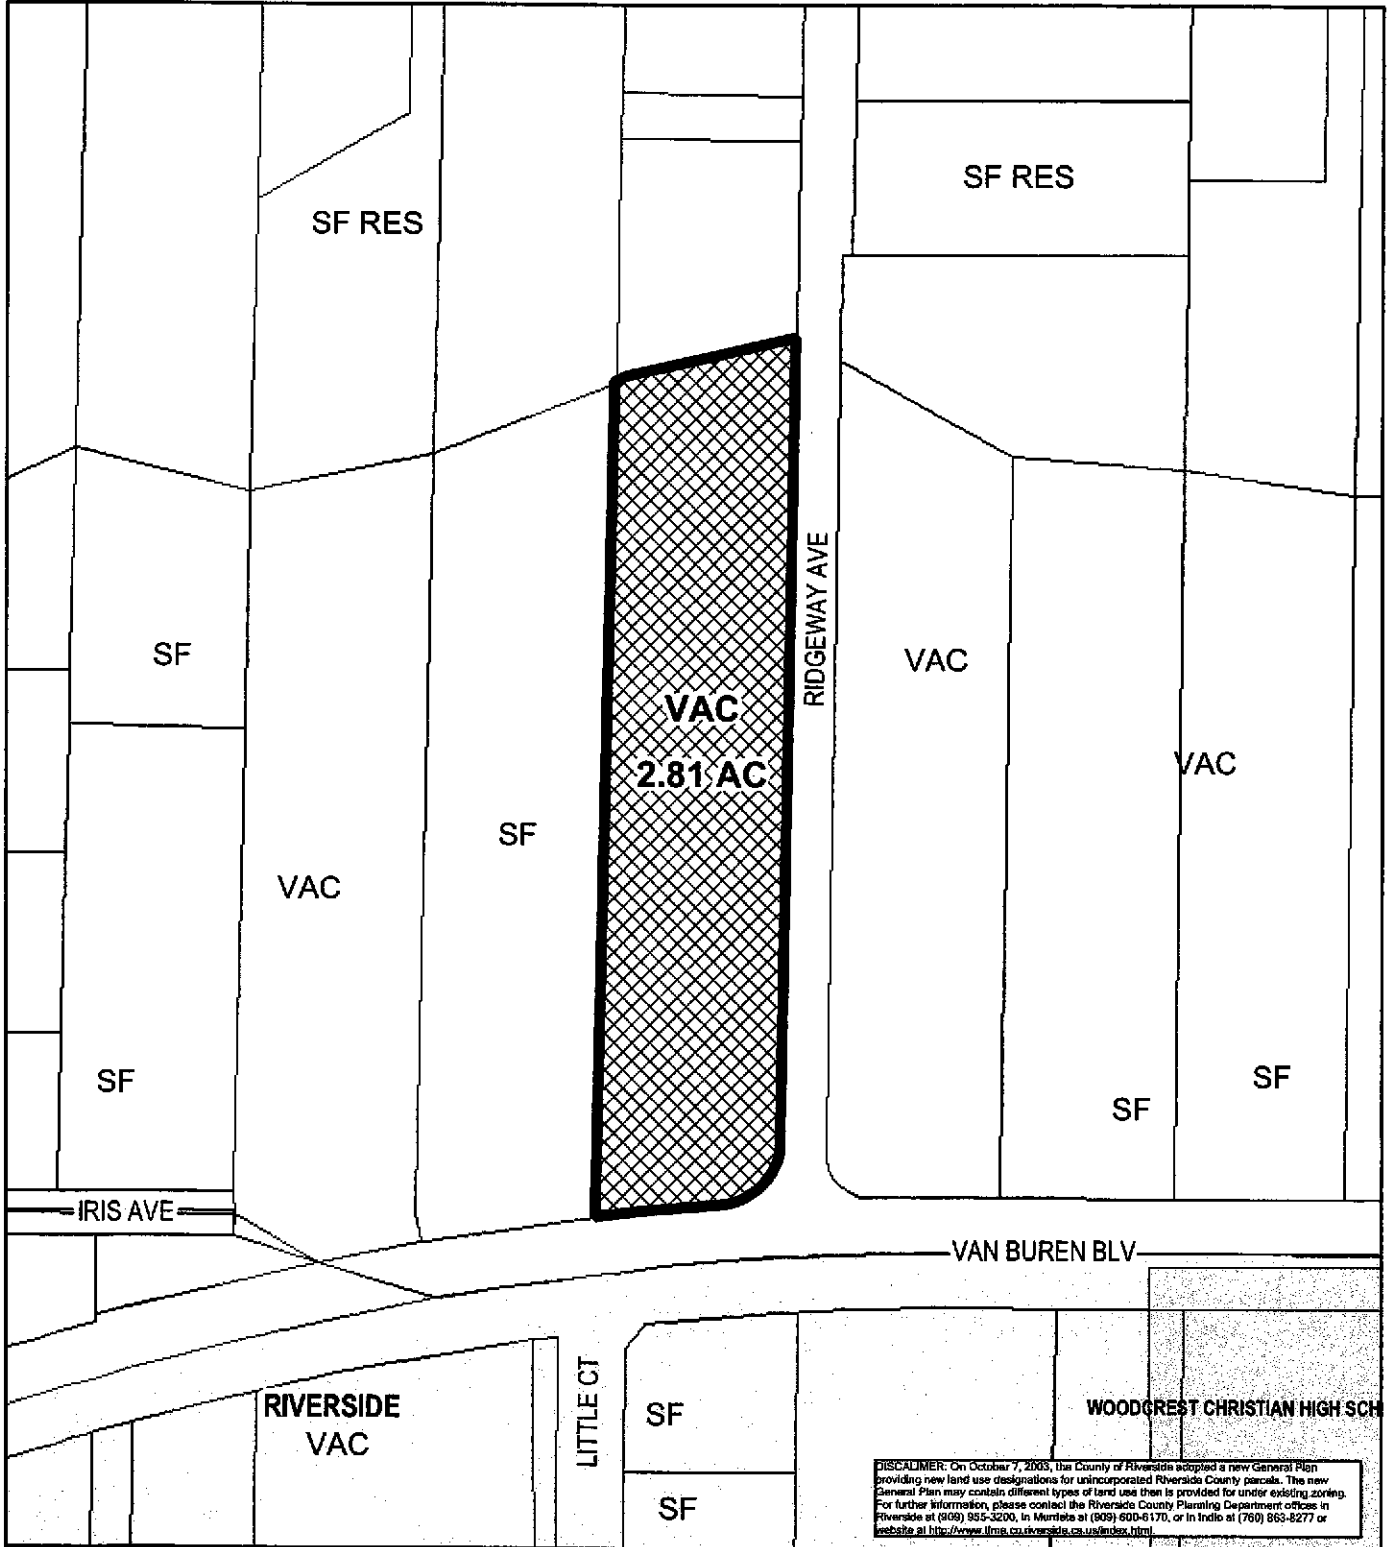 SF RES
SF RES
RIDGEWAY AVE
SF
VAC
VAC
2.81 AC
VAC
SF
VAC
SF
SF
SF
IRIS AVE
VAN BUREN BLV
LITTLE CT
RIVERSIDE
VAC
SF
WOODCREST CHRISTIAN HIGH SCH
SF
DISCALIMER: On October 7, 2003, the County of Riverside adopted a new General Plan
providing new land use designations for unincorporated Riverside County parcels. The new
General Plan may contain different types of land use than is provided for under existing zoning.
For further information, please contact the Riverside County Planning Department offices in
Riverside at (909) 955-3200, in Murrieta at (909) 600-6170, or in Indio at (760) 863-8277 or
website at http://www.tlma.co.riverside.ca.us/index.html.